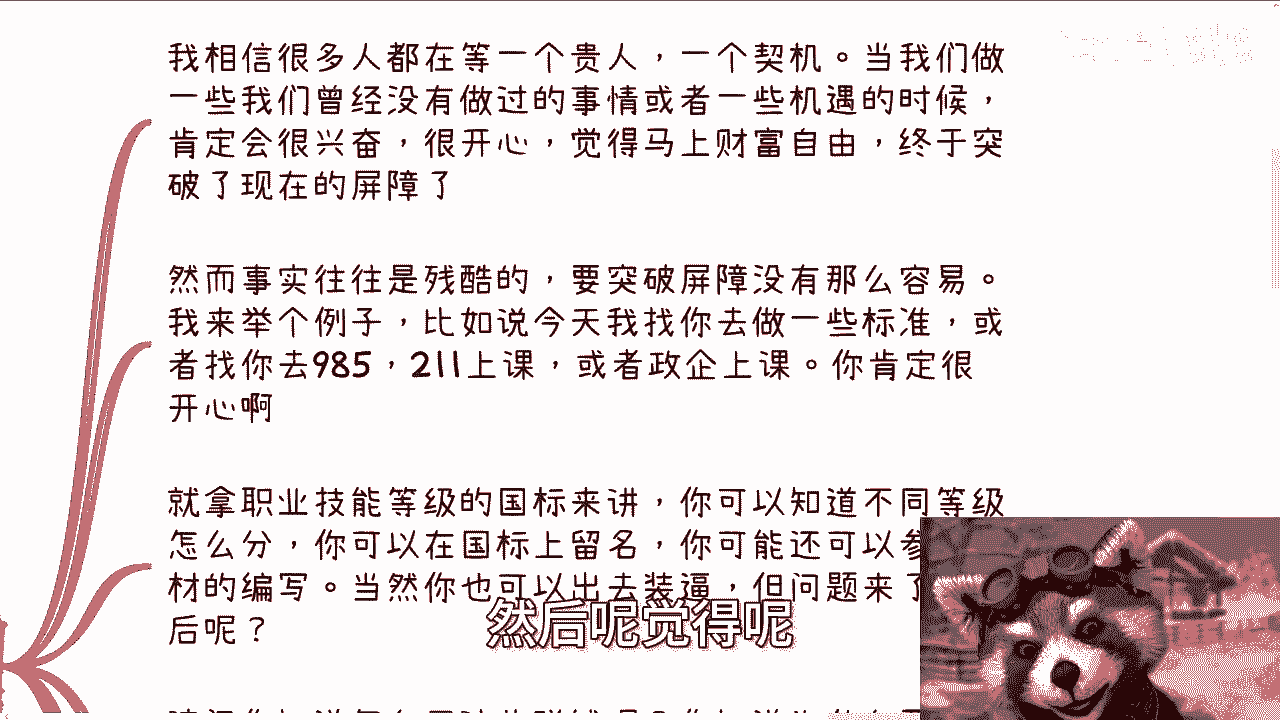 我相信很多人都在等一个贵人，一个契机。当我们做
一些我们曾经没有做过的事情或者一些机遇的时候，
肯定会很兴奋，很开心，觉得马上财富自由，终于突
破了现在的屏障了
然而事实往往是残酷的，要突破屏障没有那么容易。
我来举个例子，比如说今天我找你去做一些标准，或
者找你去985，211上课，或者政企上课。你肯定很
开心啊
就拿职业技能等级的国标来讲，你可以知道不同等级
怎么分，你可以在国标上留名，你可能还可以参
材的编写。当然你也可以出去装逼，但问题来了
后呢？
然后呢觉得呢